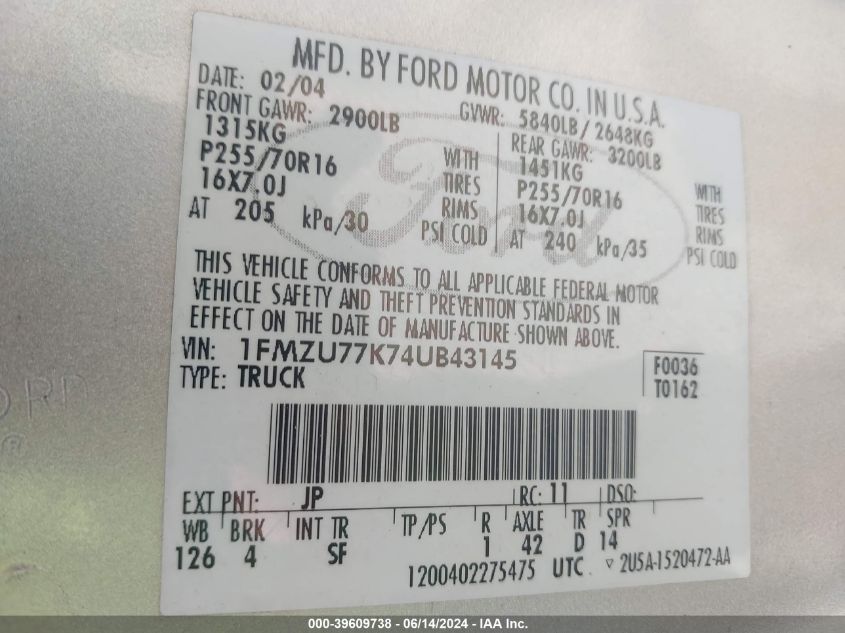 MFD. BY FORD MOTOR CO. IN U.S.A.
DATE: 02/04 GVWR: 5840LB/ 2648KG
FRONT GAWR: 2900LB REAR GAWR: 3200LB
1315KG WITH 1451KG WITH
P255/70R16 TIRES P255/70R16 TIRES
16X7.0J RIMS 16X7.0J RIMS
AT 205 kPa/30 PSI COLD AT 240 kPa/35 PSI COLD
Ford
THIS VEHICLE CONFORMS TO ALL APPLICABLE FEDERAL MOTOR
VEHICLE SAFETY AND THEFT PREVENTION STANDARDS IN
EFFECT ON THE DATE OF MANUFACTURE SHOWN ABOVE.
VIN: 1FMZU77K74UB43145
TYPE: TRUCK
F0036
T0162
EXT PNT: JP RC: 11 DSO:
WB BRK INT TR TP/PS R AXLE TR SPR
126 4 SF 1 42 D 14
1200402275475 UTC ▽ 2U5A-1520472-AA
ORD
®
000-39609738 - 06/14/2024 - IAA Inc.